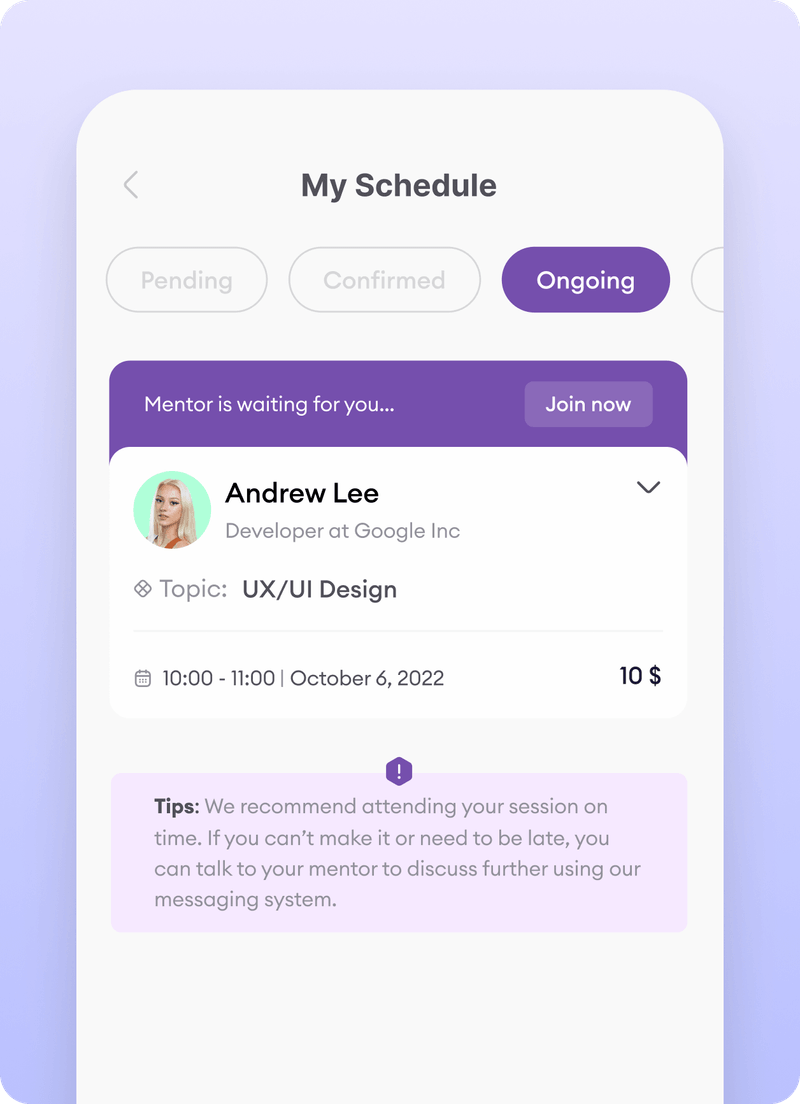 My Schedule
Pending
Confirmed
Ongoing
Mentor is waiting for you...
Join now
Andrew Lee
Developer at Google Inc
Topic: UX/UI Design
10:00 - 11:00 | October 6, 2022
10 $
!
Tips: We recommend attending your session on
time. If you can’t make it or need to be late, you
can talk to your mentor to discuss further using our
messaging system.